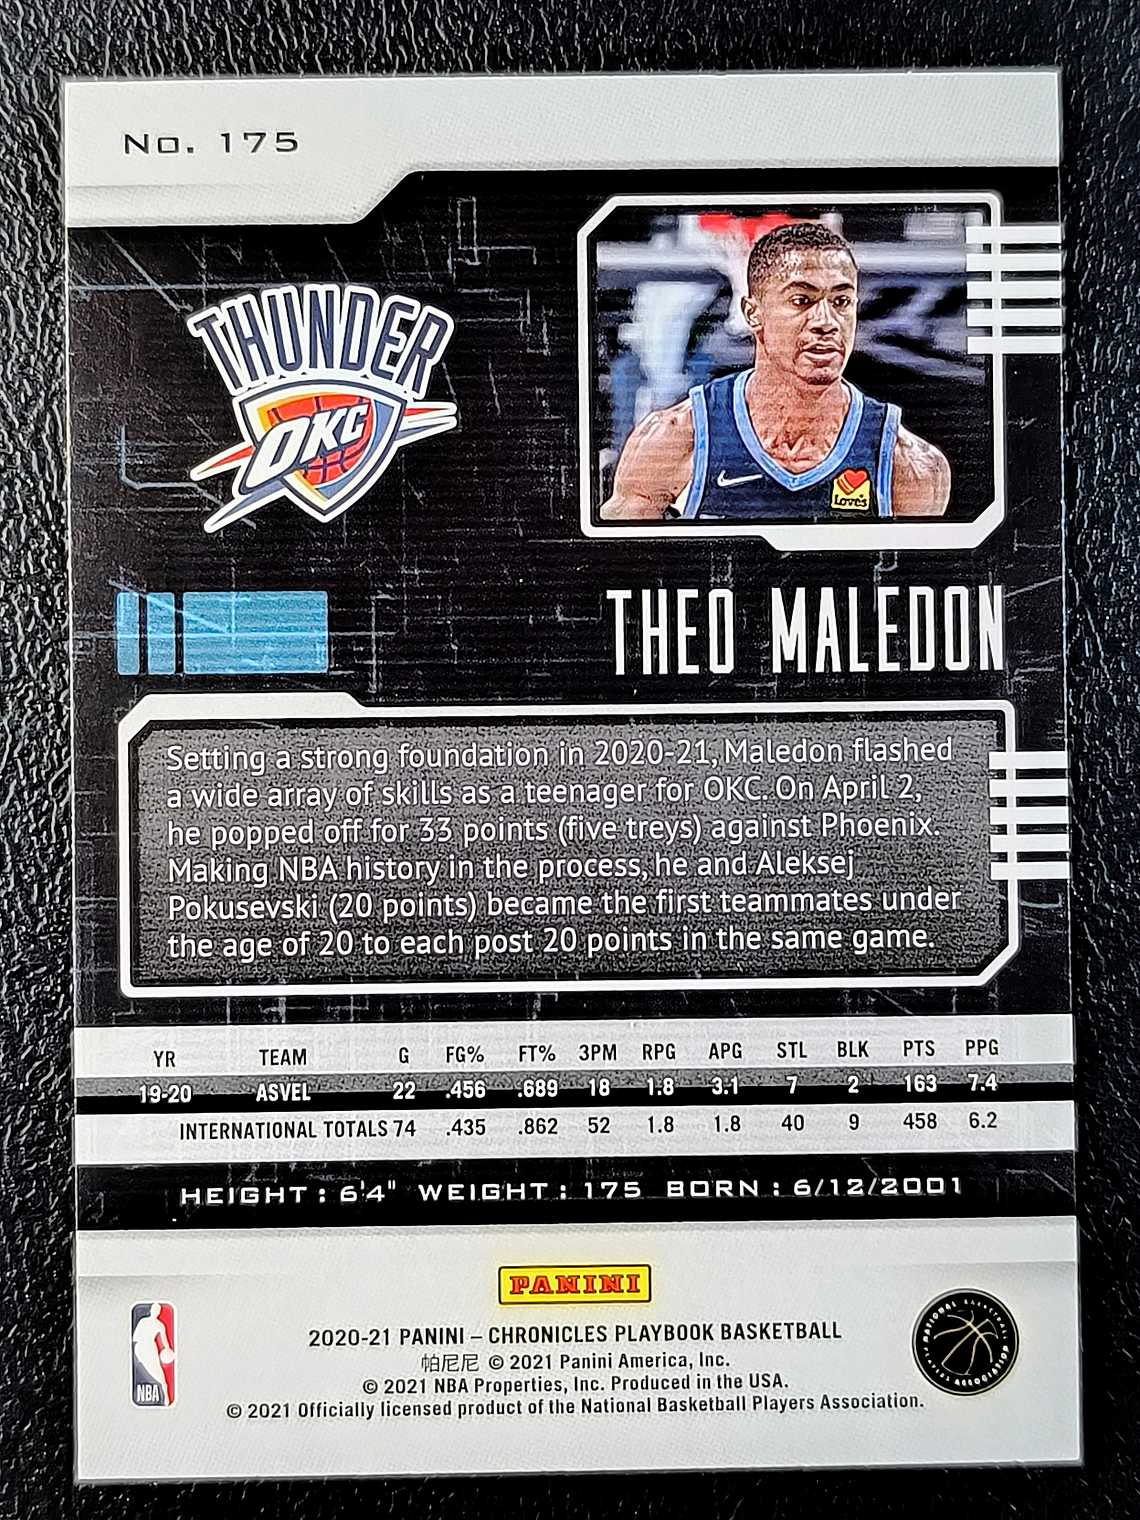 No. 175
THUNDER
OKC
Love's
THEO MALEDON
Setting a strong foundation in 2020-21, Maledon flashed
a wide array of skills as a teenager for OKC. On April 2,
he popped off for 33 points (five treys) against Phoenix.
Making NBA history in the process, he and Aleksej
Pokusevski (20 points) became the first teammates under
the age of 20 to each post 20 points in the same game.
YR TEAM G FG% FT% 3PM RPG APG STL BLK PTS PPG
19-20 ASVEL 22 .456 .689 18 1.8 3.1 7 2 163 7.4
INTERNATIONAL TOTALS 74 .435 .862 52 1.8 1.8 40 9 458 6.2
HEIGHT: 6'4" WEIGHT: 175 BORN: 6/12/2001
PANINI
2020-21 PANINI – CHRONICLES PLAYBOOK BASKETBALL
帕尼尼 © 2021 Panini America, Inc.
© 2021 NBA Properties, Inc. Produced in the USA.
© 2021 Officially licensed product of the National Basketball Players Association.
NBA
NATIONAL BASKETBALL PLAYERS ASSOCIATION